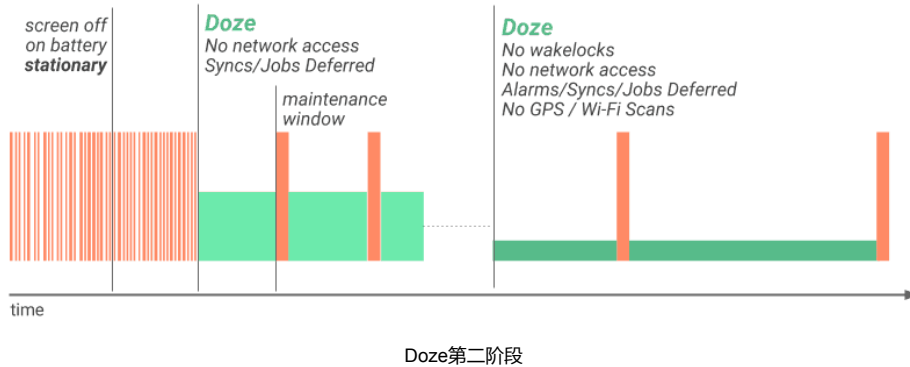 screen off
on battery
stationary
Doze
No network access
Syncs/Jobs Deferred
maintenance
window
Doze
No wakelocks
No network access
Alarms/Syncs/Jobs Deferred
No GPS / Wi-Fi Scans
time
Doze第二阶段